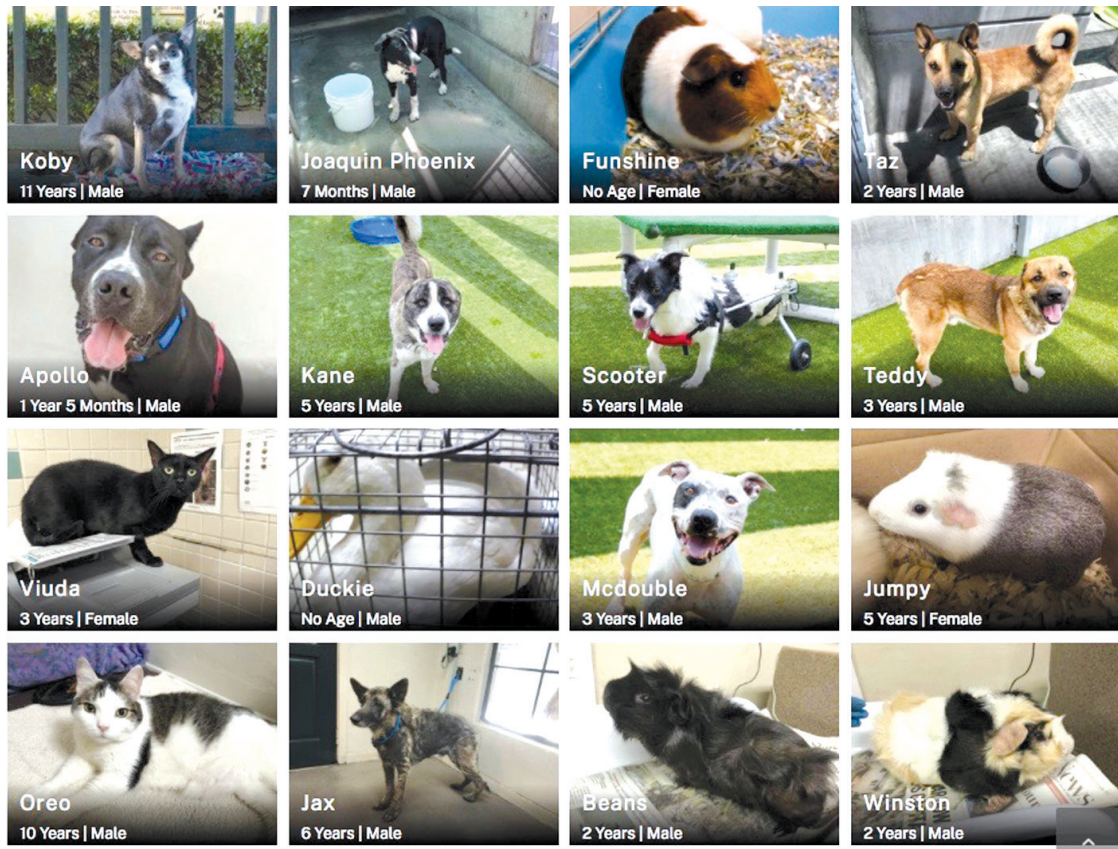 Koby
11 Years | Male
Joaquin Phoenix
7 Months | Male
Funshine
No Age | Female
Taz
2 Years | Male
Apollo
1 Year 5 Months | Male
Kane
5 Years | Male
Scooter
5 Years | Male
Teddy
3 Years | Male
Viuda
3 Years | Female
Duckie
No Age | Male
Mcdouble
3 Years | Male
Jumpy
5 Years | Female
Oreo
10 Years | Male
Jax
6 Years | Male
Beans
2 Years | Male
Winston
2 Years | Male